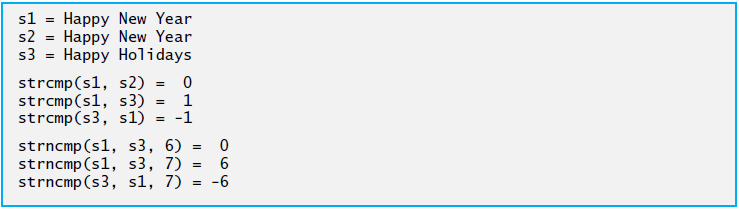 s1 = Happy New Year
s2 = Happy New Year
s3 = Happy Holidays
strcmp(s1, s2) =  0
strcmp(s1, s3) =  1
strcmp(s3, s1) = -1
strncmp(s1, s3, 6) =  0
strncmp(s1, s3, 7) =  6
strncmp(s3, s1, 7) = -6